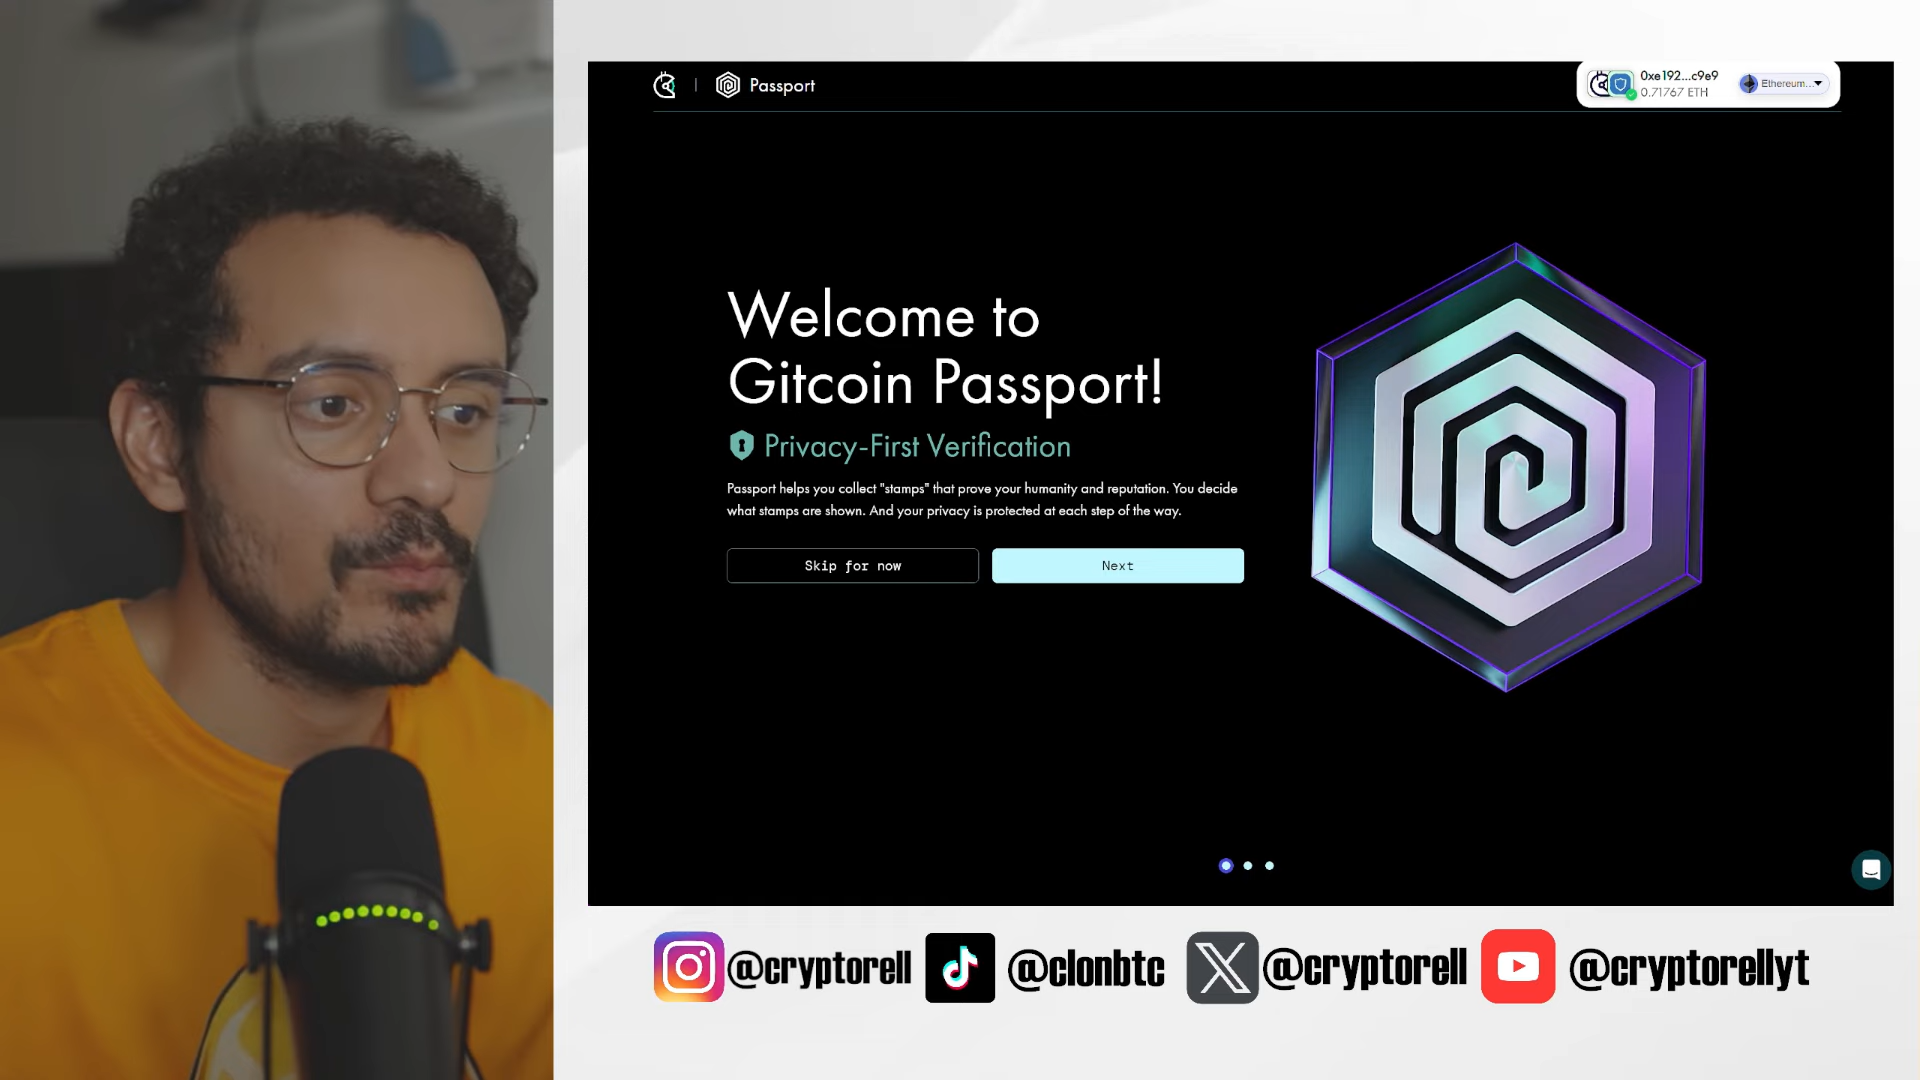 Passport
0xe192...c9e9
0.71767 ETH
Ethereum...
Welcome to
Gitcoin Passport!
Privacy-First Verification
Passport helps you collect "stamps" that prove your humanity and reputation. You decide
what stamps are shown. And your privacy is protected at each step of the way.
Skip for now
Next
@cryptorell
@clonbtc
@cryptorell
@cryptorellyt